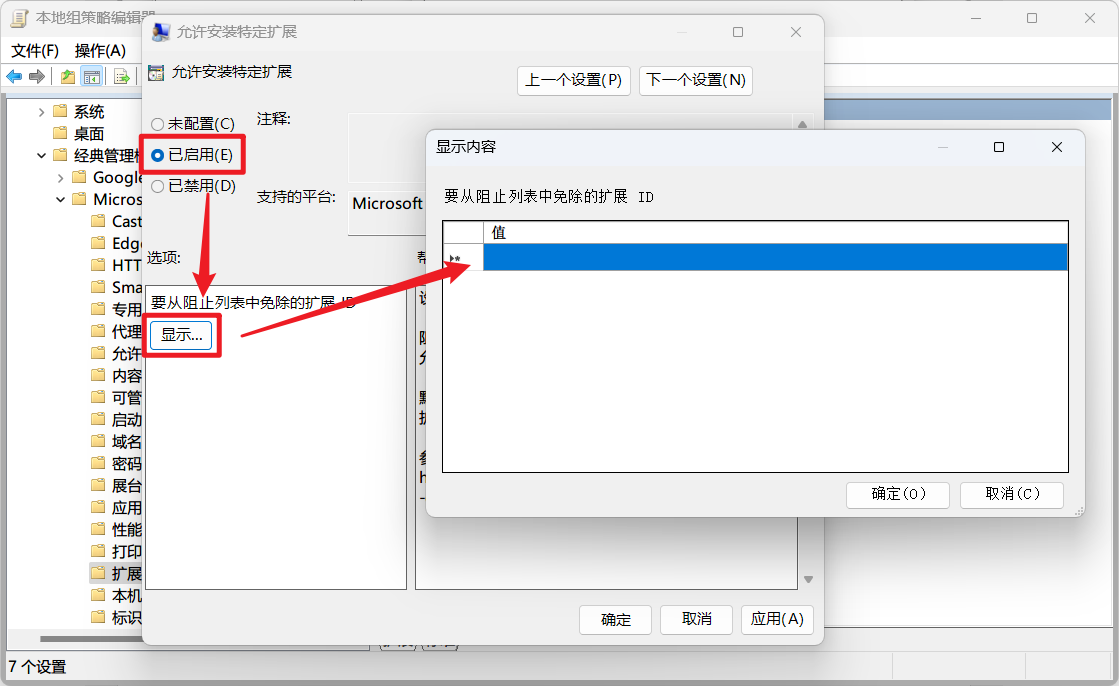 本地组策略编辑器
文件(F) 操作(A)
系统
桌面
经典管理模
Google
Micros
Cast
Edge
HTT
Sma
专用
代理
允许
内容
可管
启动
域名
密码
展台
应用
性能
打印
扩展
本机
标识
7 个设置
允许安装特定扩展
允许安装特定扩展
上一个设置(P) 下一个设置(N)
未配置(C)
已启用(E)
已禁用(D)
注释:
支持的平台:
Microsoft
选项:
要从阻止列表中免除的扩展 ID
显示...
确定 取消 应用(A)
显示内容
要从阻止列表中免除的扩展 ID
值
确定(O) 取消(C)